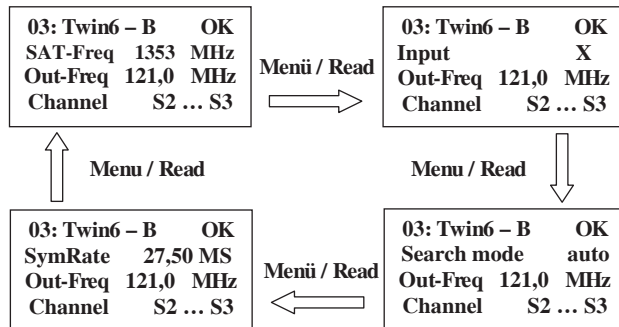 03: Twin6 – B OK
SAT-Freq 1353 MHz
Out-Freq 121,0 MHz
Channel S2 ... S3
Menü / Read
03: Twin6 – B OK
Input X
Out-Freq 121,0 MHz
Channel S2 ... S3
Menu / Read
Menu / Read
03: Twin6 – B OK
SymRate 27,50 MS
Out-Freq 121,0 MHz
Channel S2 ... S3
Menü / Read
03: Twin6 – B OK
Search mode auto
Out-Freq 121,0 MHz
Channel S2 ... S3